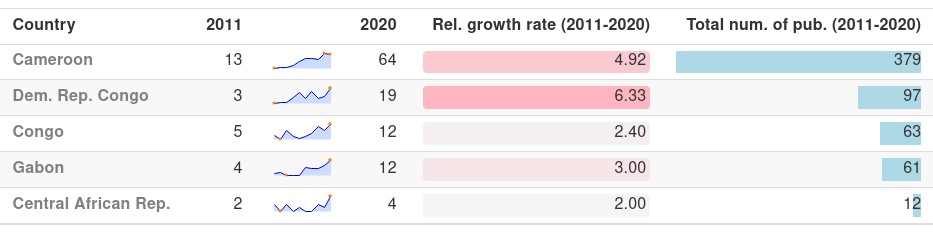 Country 2011 2020 Rel. growth rate (2011-2020) Total num. of pub. (2011-2020)
Cameroon 13 64 4.92 379
Dem. Rep. Congo 3 19 6.33 97
Congo 5 12 2.40 63
Gabon 4 12 3.00 61
Central African Rep. 2 4 2.00 12